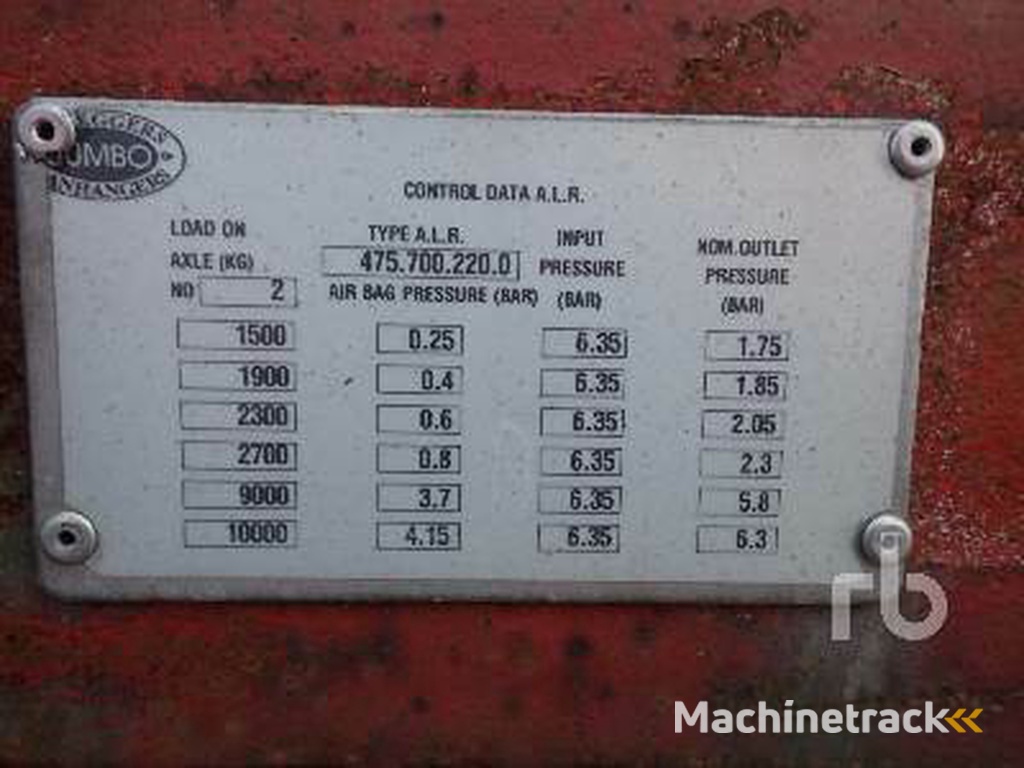 EGGERS
JUMBO
ANHANGERS
CONTROL DATA A.L.R.
LOAD ON TYPE A.L.R. INPUT NOM. OUTLET
AXLE (KG) 475.700.220.0 PRESSURE PRESSURE
NO 2 AIR BAG PRESSURE (BAR) (BAR) (BAR)
1500 0.25 6.35 1.75
1900 0.4 6.35 1.85
2300 0.6 6.35 2.05
2700 0.8 6.35 2.3
9000 3.7 6.35 5.8
10000 4.15 6.35 6.3
rb
Machinetrack